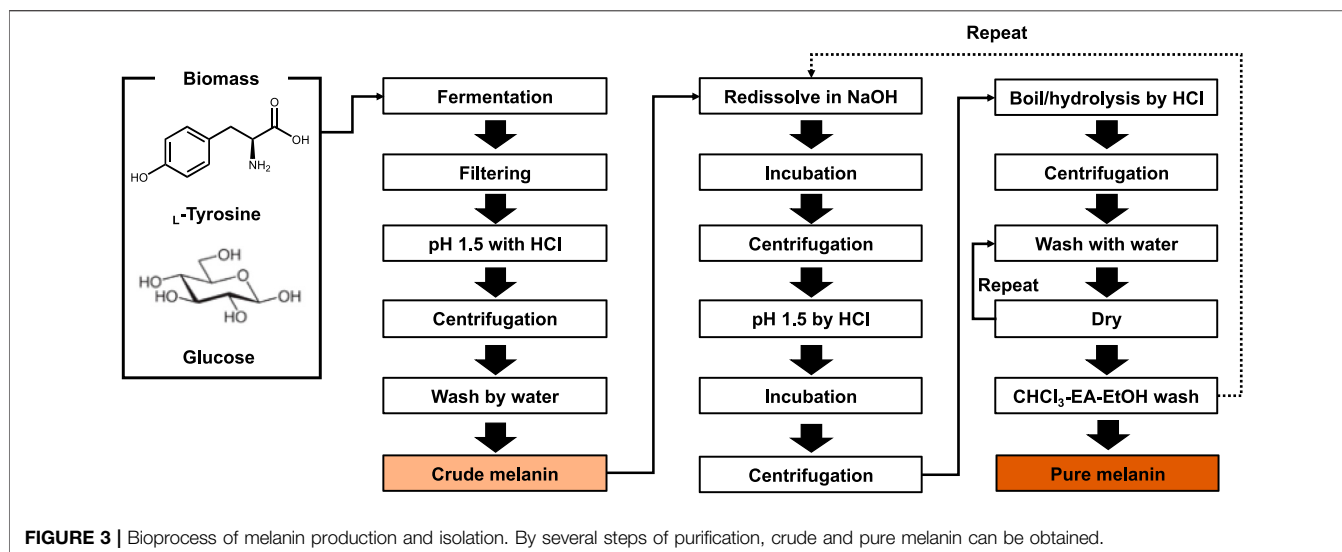 Repeat
Biomass
O
OH
NH₂
HO
L-Tyrosine
OH
HO
O
HO
OH
OH
Glucose
Fermentation
Filtering
pH 1.5 with HCl
Centrifugation
Wash by water
Crude melanin
Redissolve in NaOH
Incubation
Centrifugation
pH 1.5 by HCl
Incubation
Centrifugation
Boil/hydrolysis by HCl
Centrifugation
Wash with water
Repeat
Dry
CHCl₃-EA-EtOH wash
Pure melanin
FIGURE 3 | Bioprocess of melanin production and isolation. By several steps of purification, crude and pure melanin can be obtained.